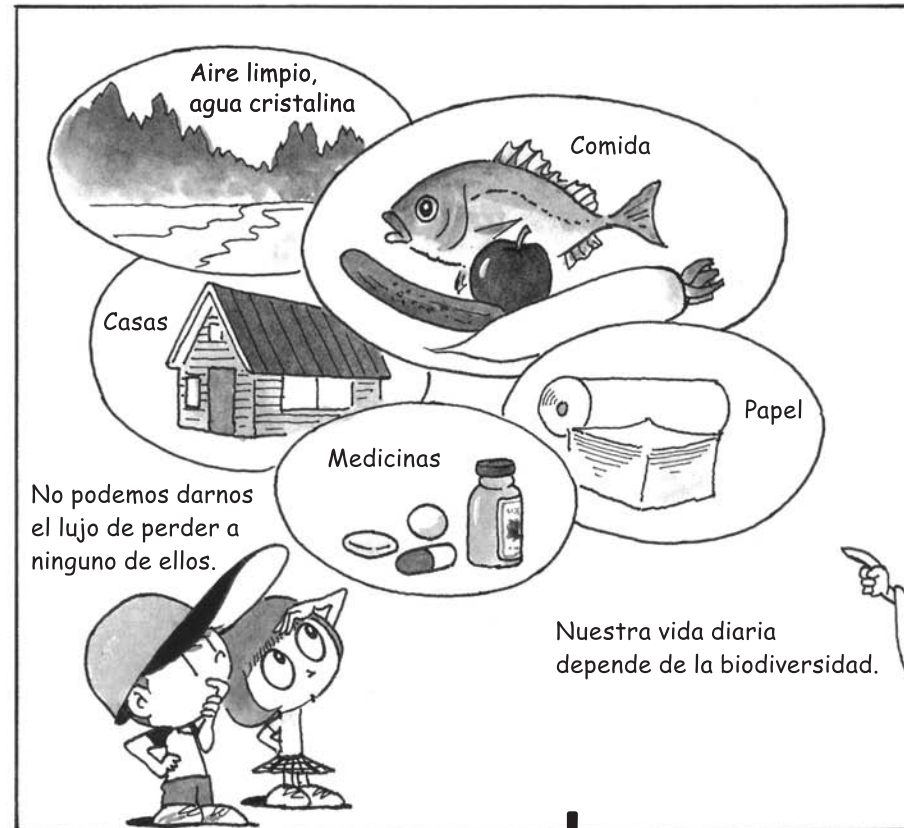 Aire limpio,
agua cristalina
Comida
Casas
Papel
Medicinas
No podemos darnos
el lujo de perder a
ninguno de ellos.
Nuestra vida diaria
depende de la biodiversidad.